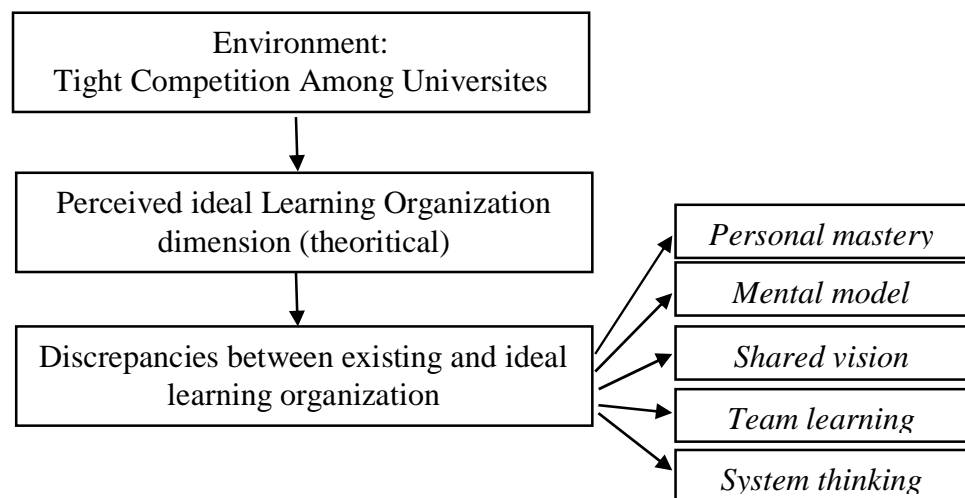 Environment:
Tight Competition Among Universites
Perceived ideal Learning Organization
dimension (theoritical)
Discrepancies between existing and ideal
learning organization
Personal mastery
Mental model
Shared vision
Team learning
System thinking